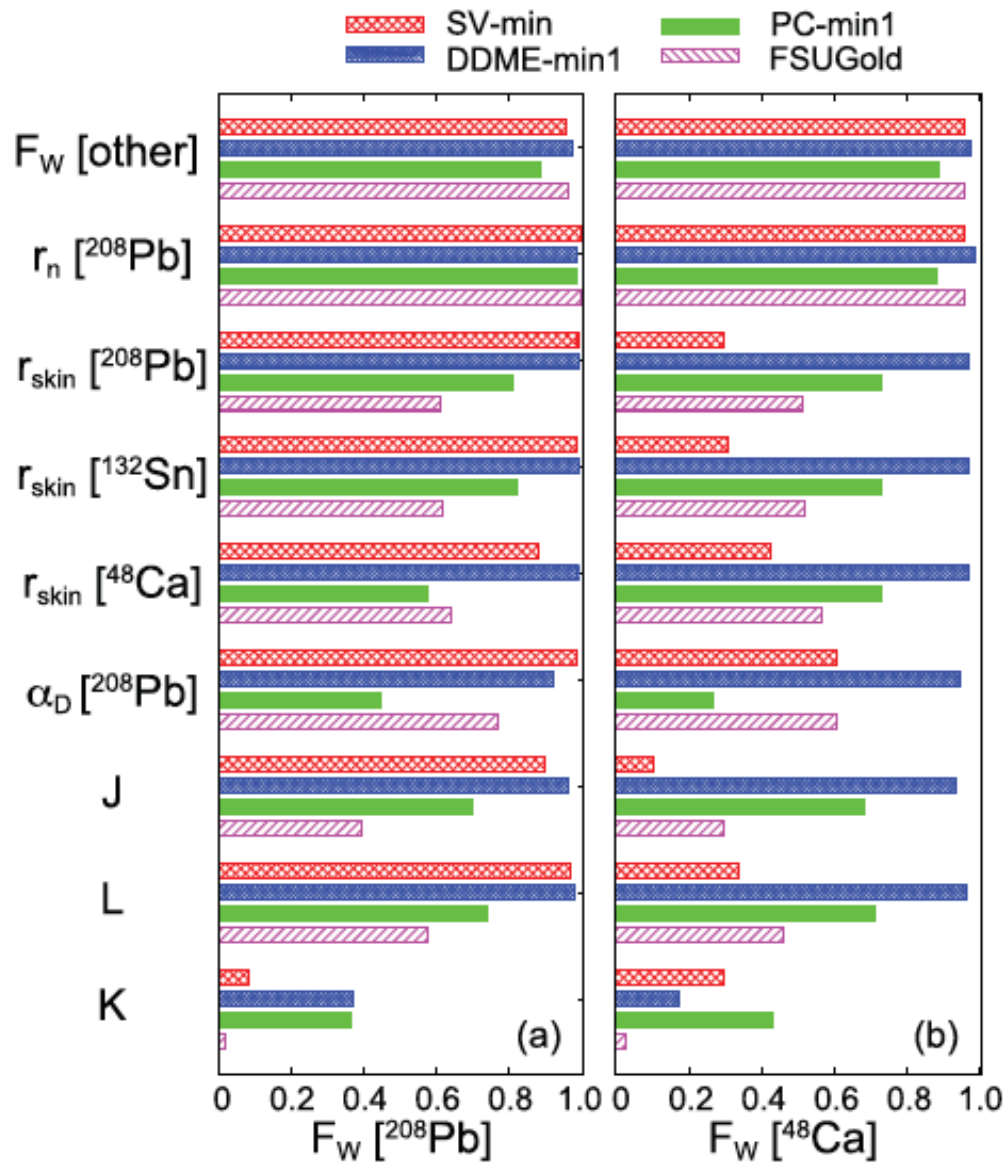 SV-min PC-min1
DDME-min1 FSUGold
F_W [other]
r_n [²⁰⁸Pb]
r_skin [²⁰⁸Pb]
r_skin [¹³²Sn]
r_skin [⁴⁸Ca]
α_D [²⁰⁸Pb]
J
L
K
(a) (b)
0 0.2 0.4 0.6 0.8 1.0 0 0.2 0.4 0.6 0.8 1.0
F_W [²⁰⁸Pb] F_W [⁴⁸Ca]